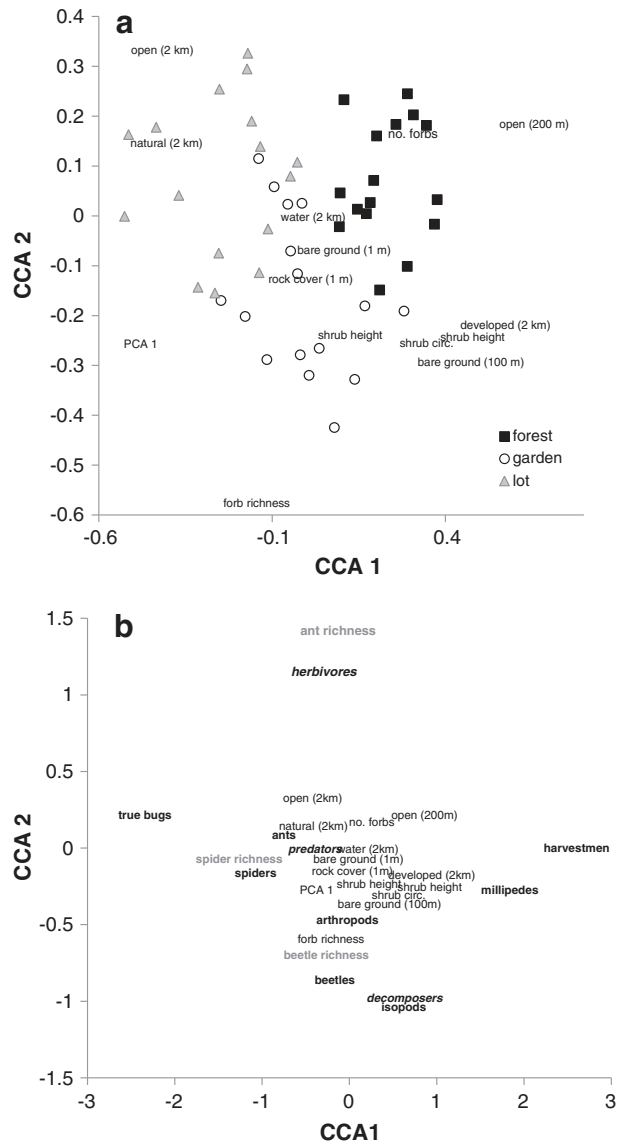 a
0.4
0.3
0.2
0.1
0
-0.1
-0.2
-0.3
-0.4
-0.5
-0.6
CCA 2
open (2 km)
natural (2 km)
no. forbs
open (200 m)
water (2 km)
bare ground (1 m)
rock cover (1 m)
PCA 1
shrub height
developed (2 km)
shrub height
shrub circ.
bare ground (100 m)
forb richness
forest
garden
lot
-0.6
-0.1
0.4
CCA 1
b
1.5
1
0.5
0
-0.5
-1
-1.5
CCA 2
ant richness
herbivores
open (2km)
true bugs
no. forbs
open (200m)
natural (2km)
ants
predators
water (2km)
harvestmen
spider richness
bare ground (1m)
spiders
rock cover (1m)
developed (2km)
PCA 1
shrub height
shrub height
millipedes
shrub circ.
bare ground (100m)
arthropods
forb richness
beetle richness
beetles
decomposers
isopods
-3
-2
-1
0
1
2
3
CCA1